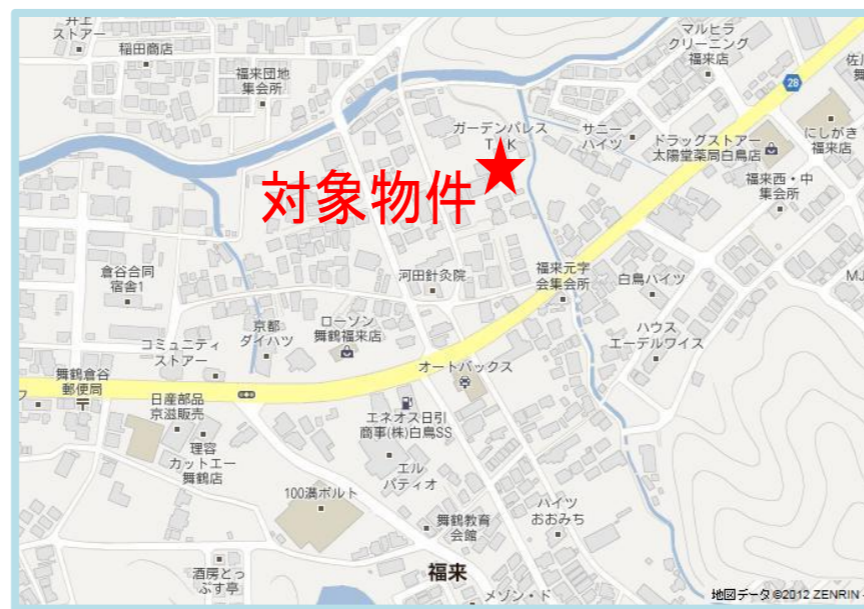 井上
ストアー
稲田商店
福来団地
集会所
マルヒラ
クリーニング
福来店
佐川
28
ガーデンパレス
T K
サニー
ハイツ
ドラッグストアー
太陽堂薬局白鳥店
にしがき
福来店
福来西・中
集会所
対象物件
倉谷合同
宿舎1
河田針灸院
福来元字
会集会所
白鳥ハイツ
MJ
コミュニティ
ストアー
京都
ダイハツ
ローソン
舞鶴福来店
ハウス
エーデルワイス
オートバックス
舞鶴倉谷
郵便局
日産部品
京滋販売
エネオス日引
商事(株)白鳥SS
理容
カットエー
舞鶴店
エル
パティオ
100満ボルト
舞鶴教育
会館
ハイツ
おおみち
福来
酒房とっ
ぷす亭
メゾン・ド
地図データ ©2012 ZENRIN